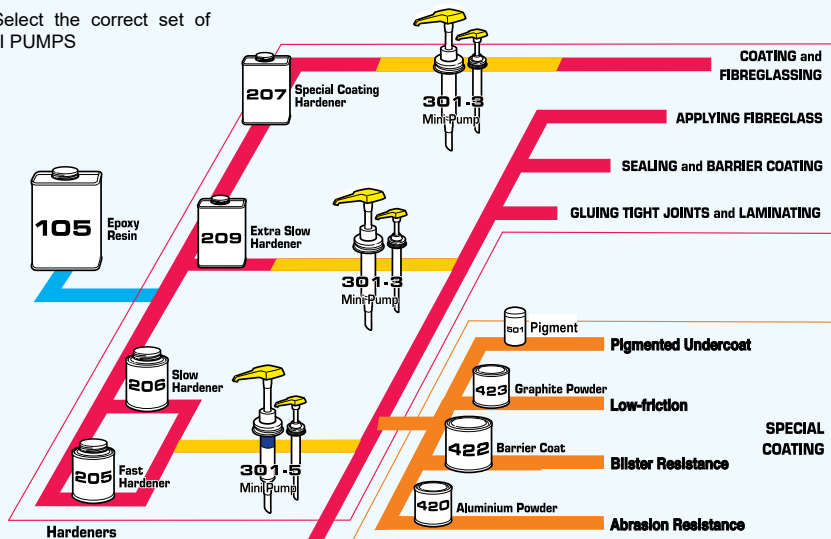 Select the correct set of
I PUMPS
207
Special Coating
Hardener
301-3
Mini Pump
COATING and
FIBREGLASSING
APPLYING FIBREGLASS
SEALING and BARRIER COATING
GLUING TIGHT JOINTS and LAMINATING
105
Epoxy
Resin
209
Extra Slow
Hardener
301-3
Mini Pump
206
Slow
Hardener
205
Fast
Hardener
301-5
Mini Pump
Hardeners
501
Pigment
Pigmented Undercoat
423
Graphite Powder
Low-friction
422
Barrier Coat
Blister Resistance
420
Aluminium Powder
Abrasion Resistance
SPECIAL
COATING